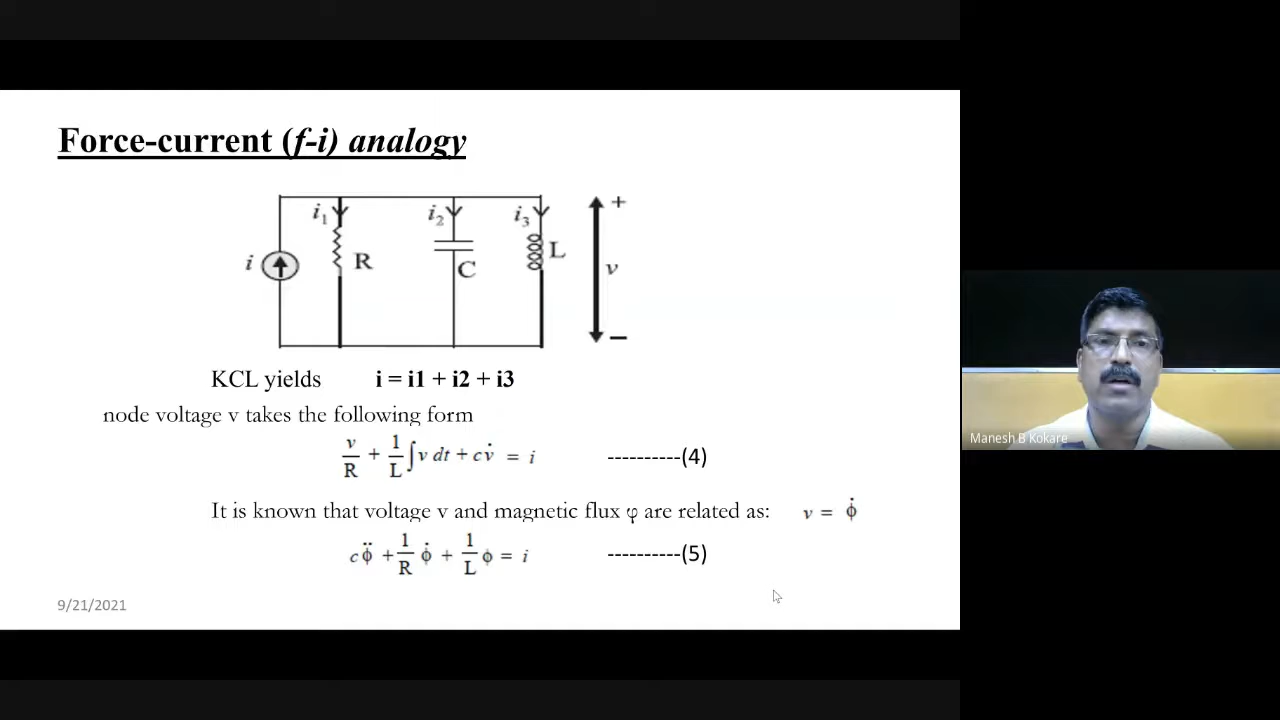 Force-current (f-i) analogy
i₁ i₂ i₃ +
i R C L v
−
KCL yields i = i1 + i2 + i3
node voltage v takes the following form
v/R + 1/L ∫v dt + cv̇ = i ----------(4)
It is known that voltage v and magnetic flux φ are related as: v = ϕ̇
cϕ̈ + 1/R ϕ̇ + 1/L ϕ = i ----------(5)
9/21/2021
Manesh B Kokare